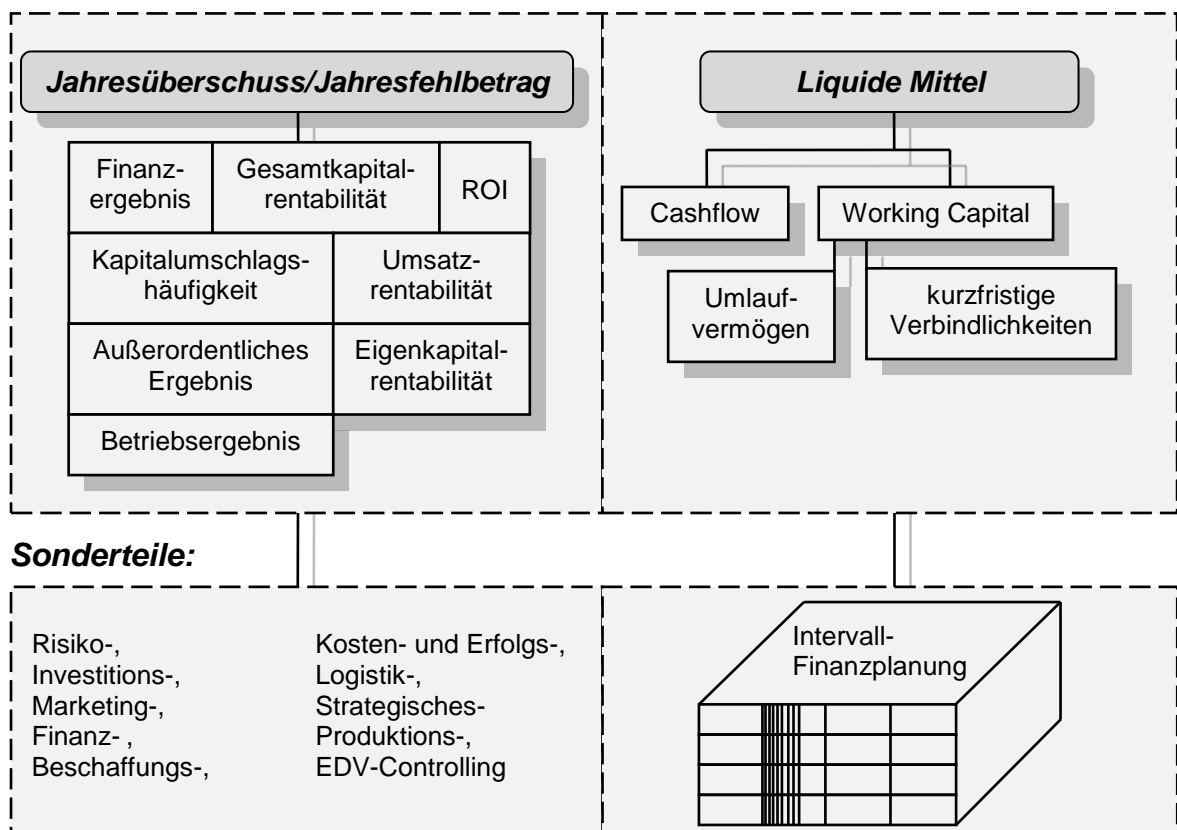 Jahresüberschuss/Jahresfehlbetrag
Finanz-
ergebnis
Gesamtkapital-
rentabilität
ROI
Kapitalumschlags-
häufigkeit
Umsatz-
rentabilität
Außerordentliches
Ergebnis
Eigenkapital-
rentabilität
Betriebsergebnis
Liquide Mittel
Cashflow
Working Capital
Umlauf-
vermögen
kurzfristige
Verbindlichkeiten
Sonderteile:
Risiko-,
Investitions-,
Marketing-,
Finanz- ,
Beschaffungs-,
Kosten- und Erfolgs-,
Logistik-,
Strategisches-
Produktions-,
EDV-Controlling
Intervall-
Finanzplanung